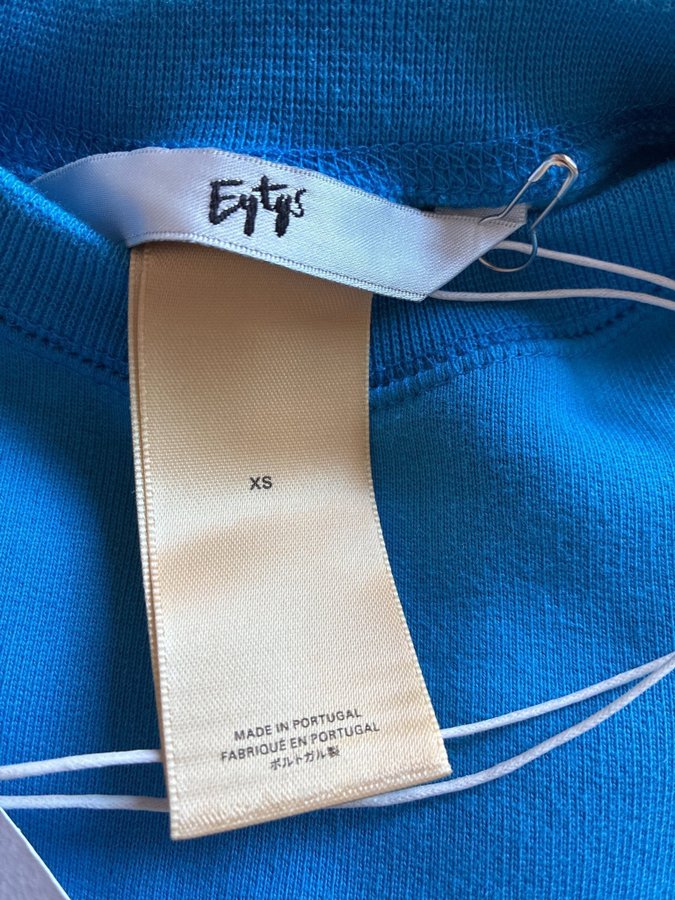 Eytys
XS
MADE IN PORTUGAL
FABRIQUÉ EN PORTUGAL
ポルトガル製